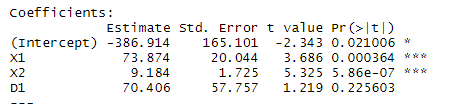 Coefficients:
Estimate Std. Error t value Pr(>|t|)
(Intercept) -386.914 165.101 -2.343 0.021006 *
X1 73.874 20.044 3.686 0.000364 ***
X2 9.184 1.725 5.325 5.86e-07 ***
D1 70.406 57.757 1.219 0.225603
---